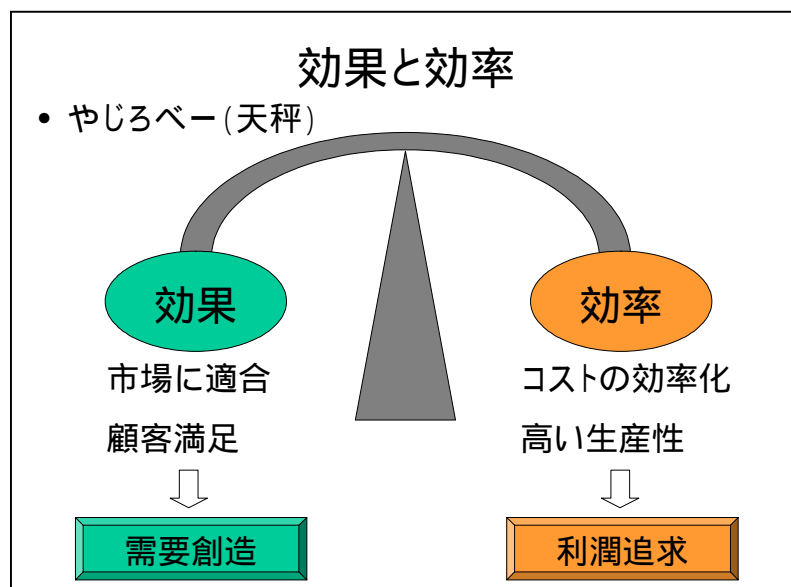 効果と効率
• やじろべー(天秤)
効果
市場に適合
顧客満足
需要創造
効率
コストの効率化
高い生産性
利潤追求